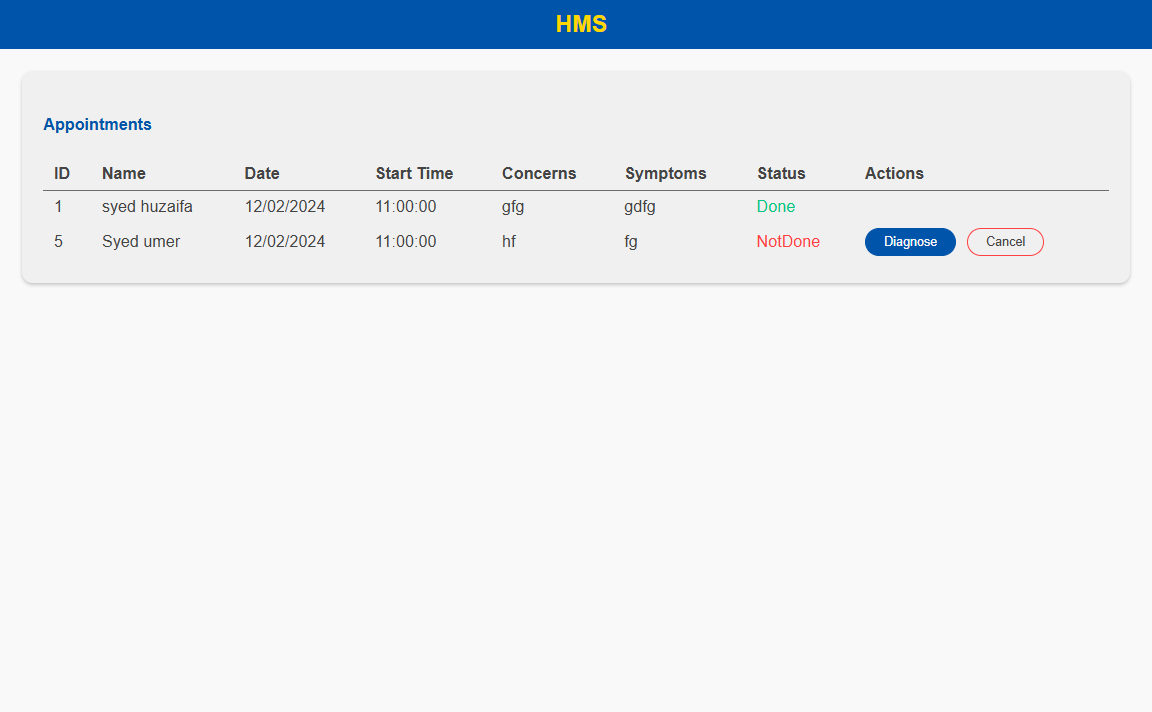 HMS
Appointments
ID Name Date Start Time Concerns Symptoms Status Actions
1 syed huzaifa 12/02/2024 11:00:00 gfg gdfg Done
5 Syed umer 12/02/2024 11:00:00 hf fg NotDone Diagnose Cancel